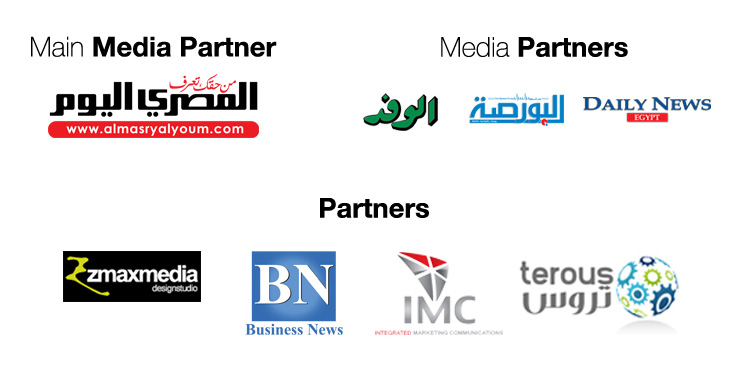 Main Media Partner
من حقك تعرف
المصري اليوم
www.almasryalyoum.com
Media Partners
الوفد
البورصة
DAILY NEWS
EGYPT
Partners
zmaxmedia
designstudio
BN
Business News
IMC
INTEGRATED MARKETING COMMUNICATIONS
terous
تروس